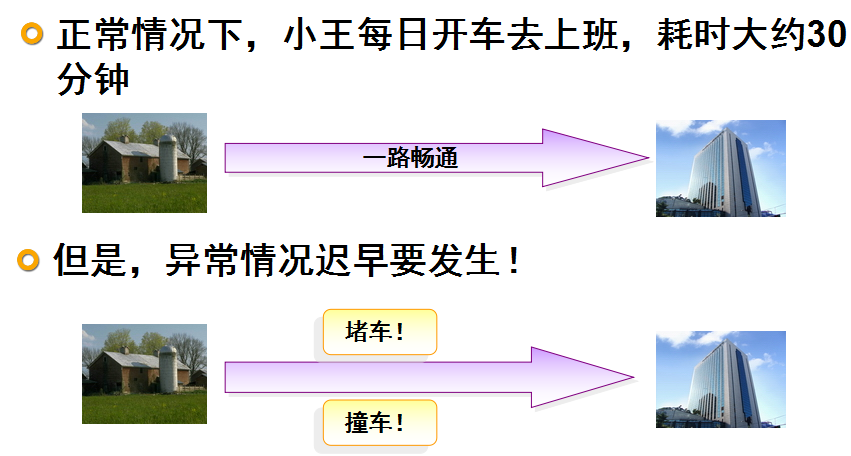 正常情况下，小王每日开车去上班，耗时大约30
分钟
一路畅通
但是，异常情况迟早要发生！
堵车！
撞车！